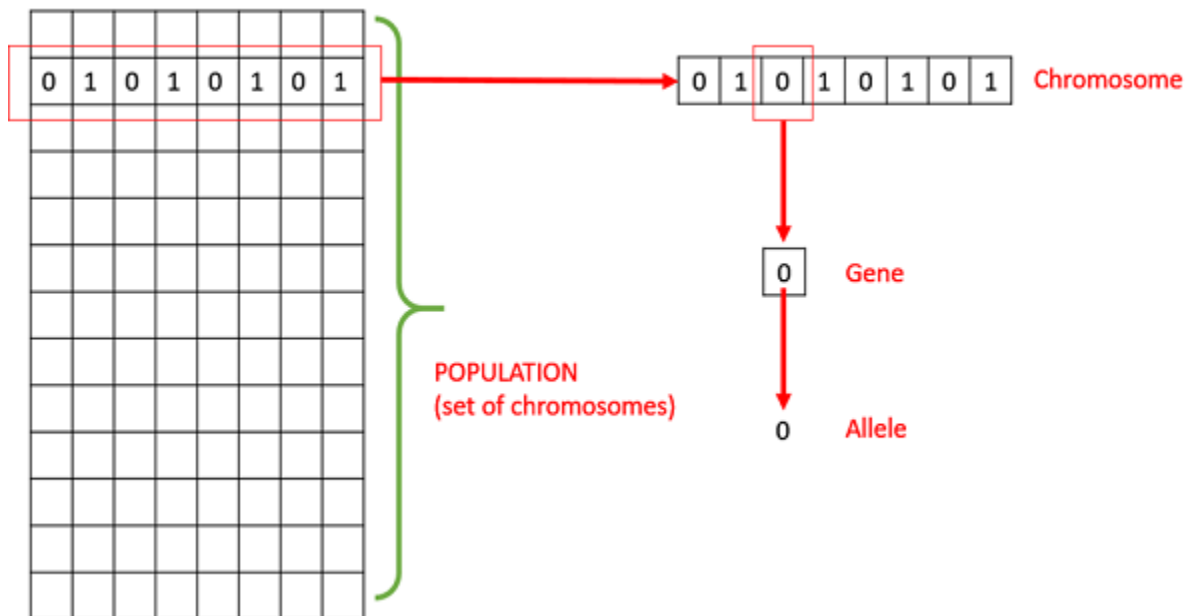 0 1 0 1 0 1 0 1
0 1 0 1 0 1 0 1 Chromosome
0 Gene
POPULATION
(set of chromosomes)
0 Allele